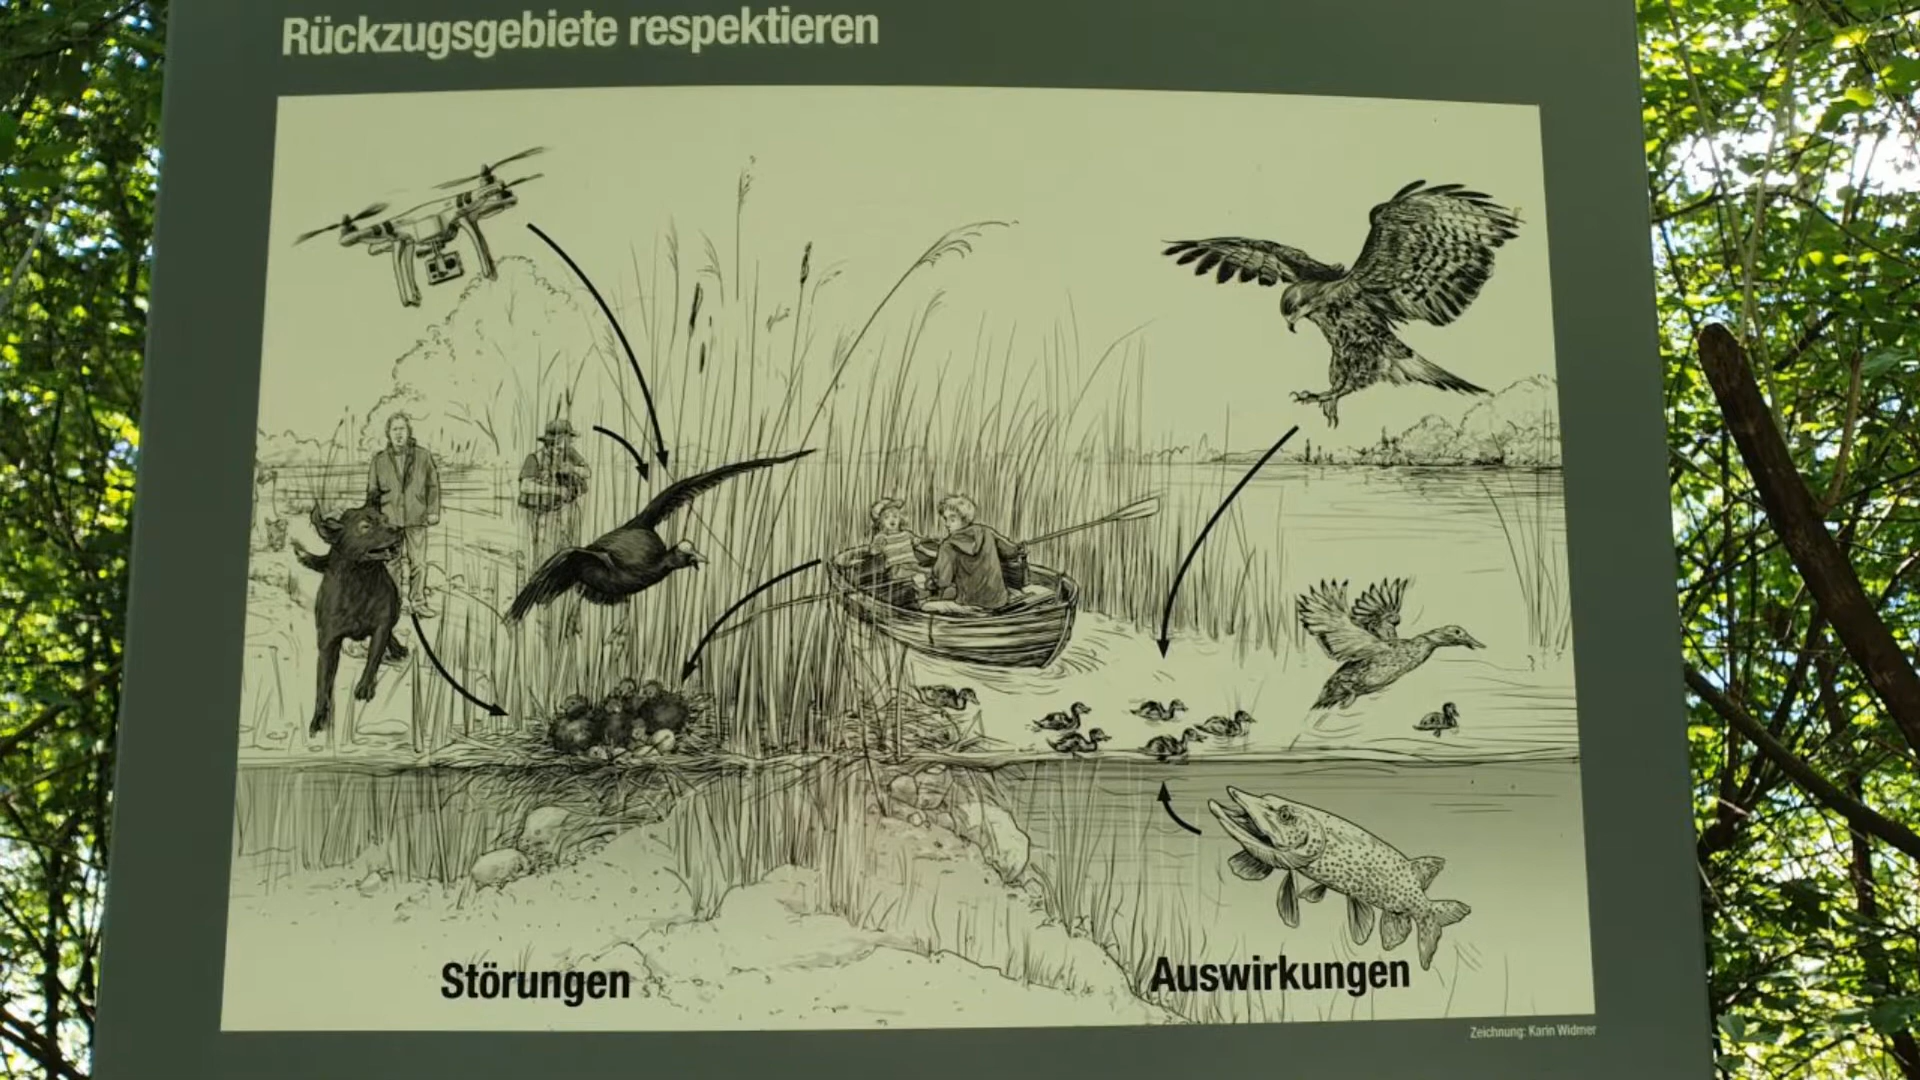 Rückzugsgebiete respektieren
Störungen
Auswirkungen
Zeichnung: Karin Widmer